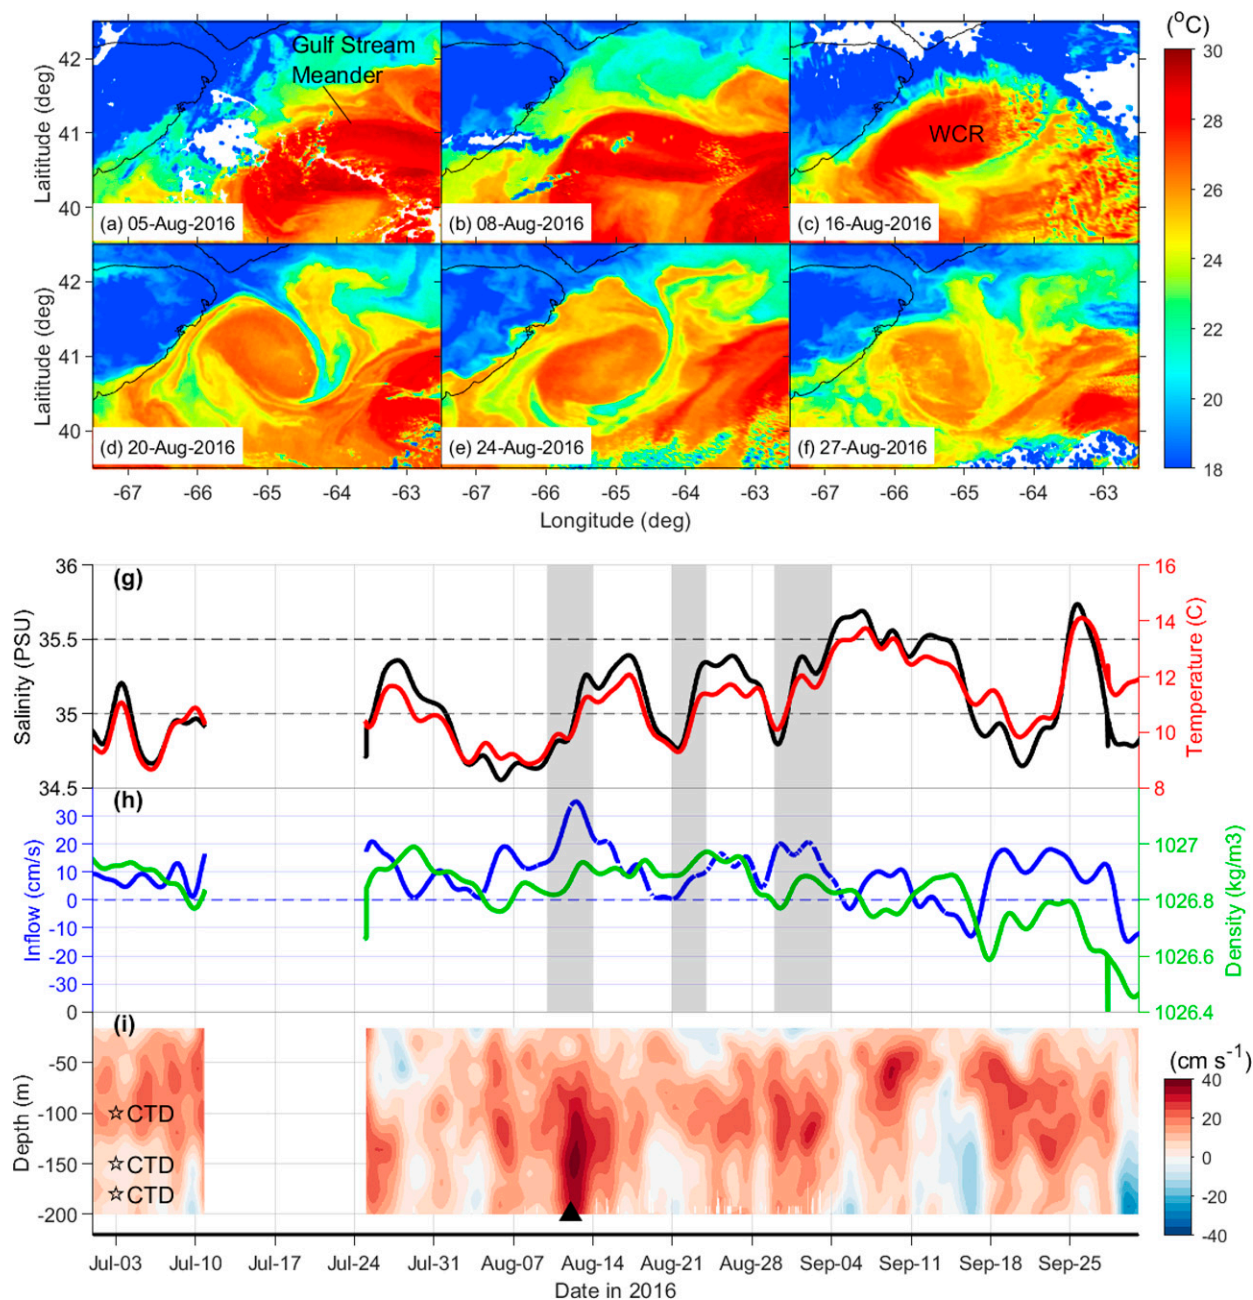 (°C)
Gulf Stream
Meander
WCR
Latitude (deg)
42
41
40
(a) 05-Aug-2016
(b) 08-Aug-2016
(c) 16-Aug-2016
Latitude (deg)
42
41
40
(d) 20-Aug-2016
(e) 24-Aug-2016
(f) 27-Aug-2016
30
28
26
24
22
20
18
-67 -66 -65 -64 -63 -67 -66 -65 -64 -63 -67 -66 -65 -64 -63
Longitude (deg)
(g)
Salinity (PSU)
36
35.5
35
34.5
Temperature (C)
16
14
12
10
8
(h)
Inflow (cm/s)
30
20
10
0
-10
-20
-30
Density (kg/m3)
1027
1026.8
1026.6
1026.4
(i)
Depth (m)
0
-50
-100
-150
-200
☆CTD
☆CTD
☆CTD
(cm s-1)
40
20
0
-20
-40
Jul-03 Jul-10 Jul-17 Jul-24 Jul-31 Aug-07 Aug-14 Aug-21 Aug-28 Sep-04 Sep-11 Sep-18 Sep-25
Date in 2016